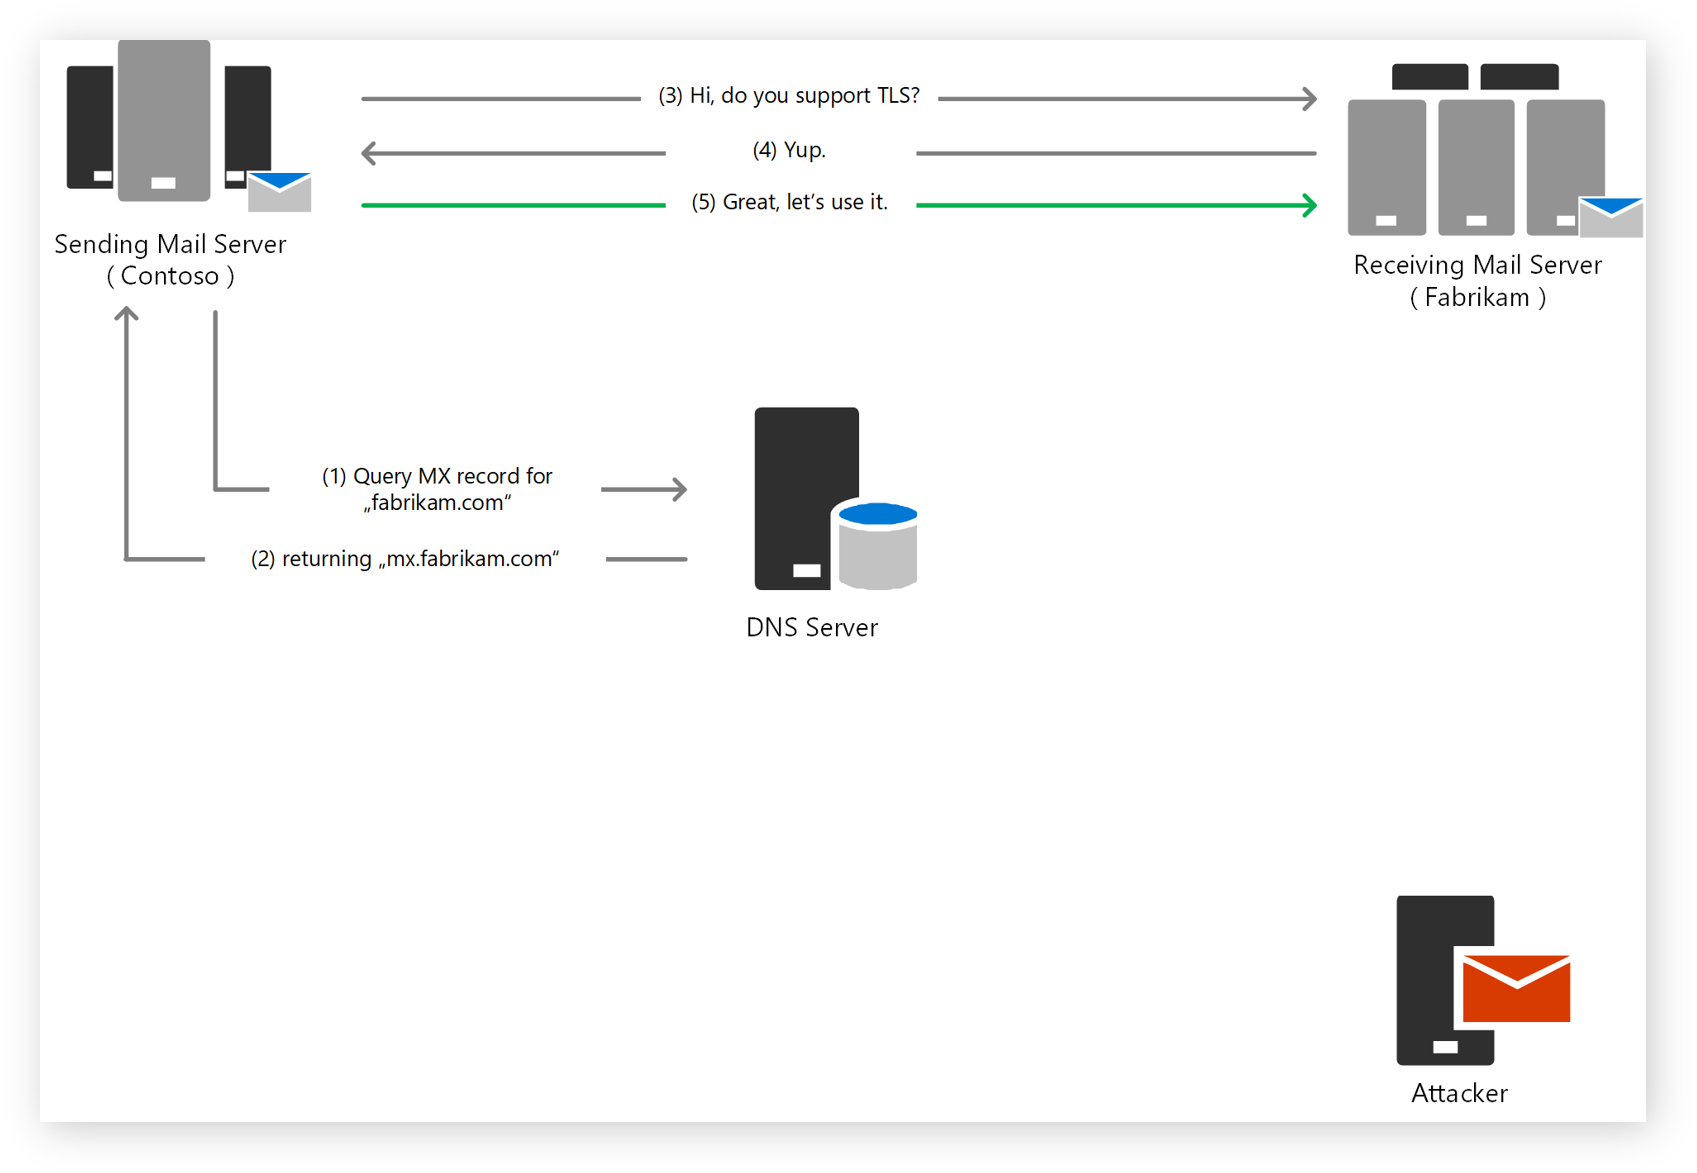 (3) Hi, do you support TLS?
(4) Yup.
(5) Great, let’s use it.
Sending Mail Server
( Contoso )
Receiving Mail Server
( Fabrikam )
(1) Query MX record for
„fabrikam.com“
(2) returning „mx.fabrikam.com“
DNS Server
Attacker